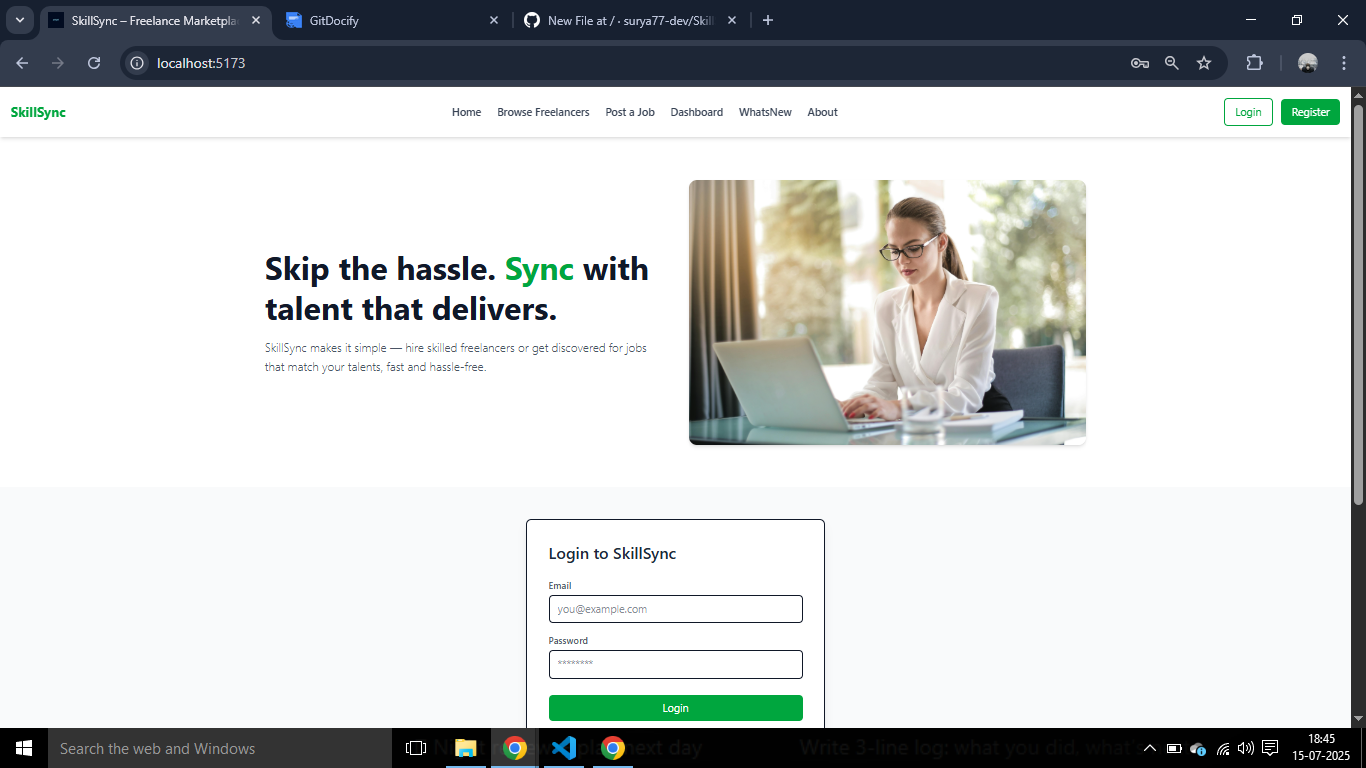 SkillSync – Freelance Marketpla
GitDocify
New File at / · surya77-dev/Skil
localhost:5173
SkillSync
Home Browse Freelancers Post a Job Dashboard WhatsNew About
Login Register
Skip the hassle. Sync with
talent that delivers.
SkillSync makes it simple — hire skilled freelancers or get discovered for jobs
that match your talents, fast and hassle-free.
Login to SkillSync
Email
you@example.com
Password
********
Login
Search the web and Windows
next day
Write 3-line log: what you did, what'
18:45
15-07-2025